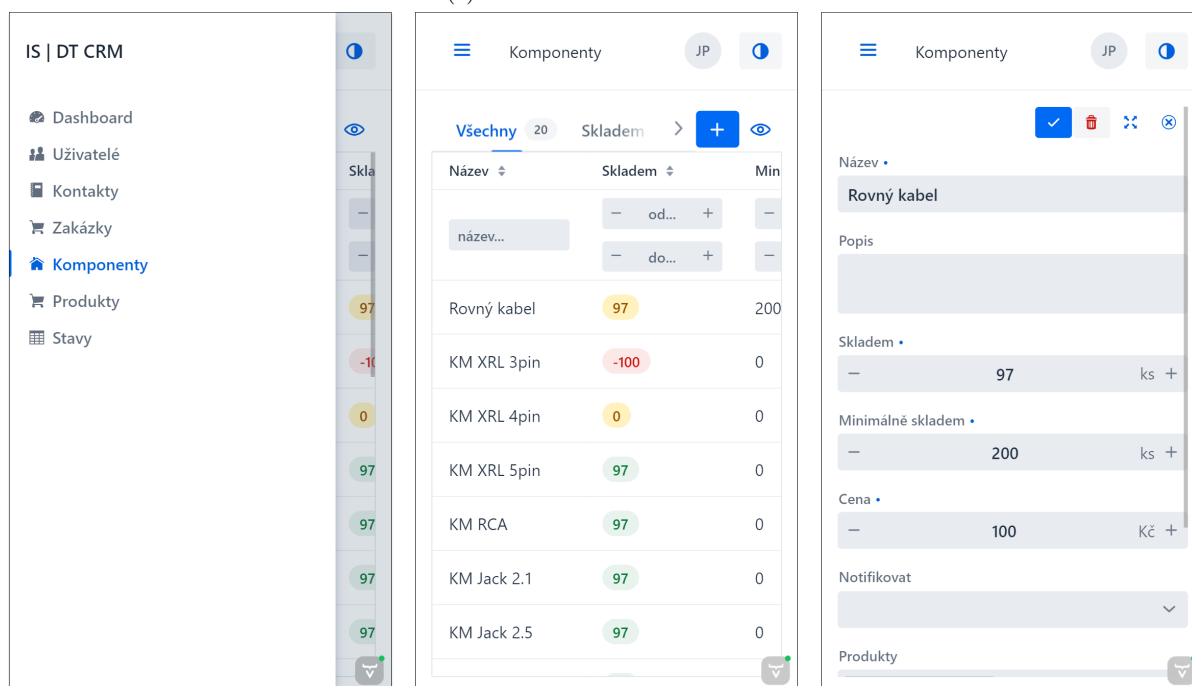 IS | DT CRM
Dashboard
Uživatelé
Kontakty
Zakázky
Komponenty
Produkty
Stavy
Skla
97
-10
0
97
97
97
97
Komponenty JP
Všechny 20 Skladem
Název Skladem Min
název... od...
do...
Rovný kabel 97 200
KM XRL 3pin -100 0
KM XRL 4pin 0 0
KM XRL 5pin 97 0
KM RCA 97 0
KM Jack 2.1 97 0
KM Jack 2.5 97 0
Komponenty JP
Název
Rovný kabel
Popis
Skladem
97 ks
Minimálně skladem
200 ks
Cena
100 Kč
Notifikovat
Produkty